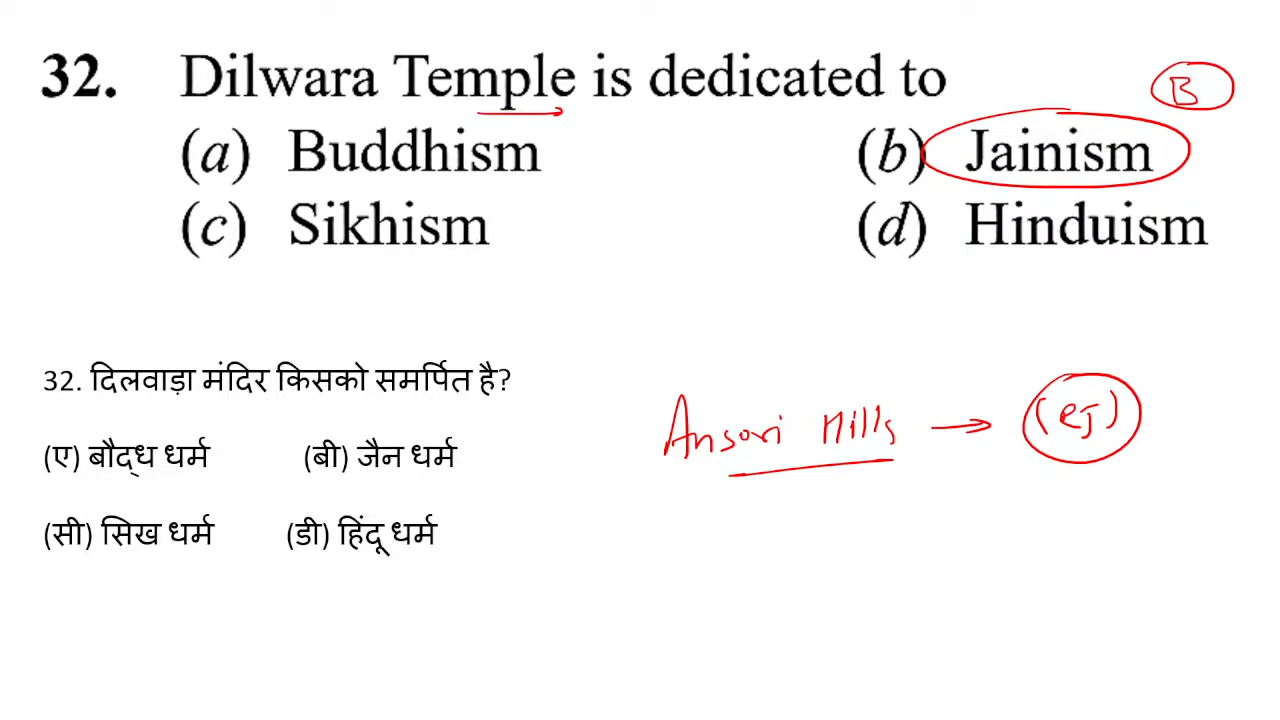 32. Dilwara Temple is dedicated to
B
(a) Buddhism (b) Jainism
(c) Sikhism (d) Hinduism
32. दिलवाड़ा मंदिर किसको समर्पित है?
Ansari Hills → (RJ)
(ए) बौद्ध धर्म (बी) जैन धर्म
(सी) सिख धर्म (डी) हिंदू धर्म